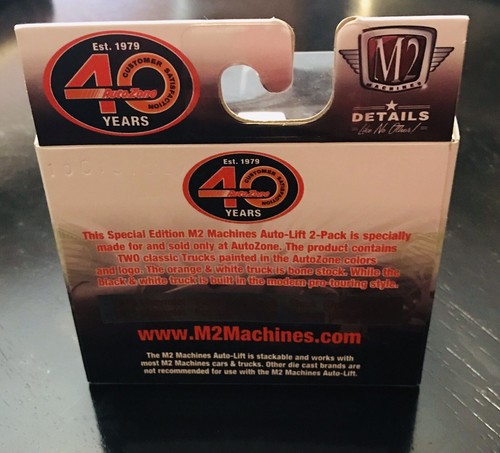 Est. 1979
40
CUSTOMER SATISFACTION
AutoZone
YEARS
M2
MACHINES
DETAILS
Like No Other!
Est. 1979
40
CUSTOMER SATISFACTION
AutoZone
YEARS
This Special Edition M2 Machines Auto-Lift 2-Pack is specialty
made for and sold only at AutoZone. The product contains
TWO classic Trucks painted in the AutoZone colors
and logo. The orange & white truck is bone stock. While the
Black & white truck is built in the modern pro-touring style.
www.M2Machines.com
The M2 Machines Auto-Lift is stackable and works with
most M2 Machines cars & trucks. Other die cast brands are
not recommended for use with the M2 Machines Auto-Lift.